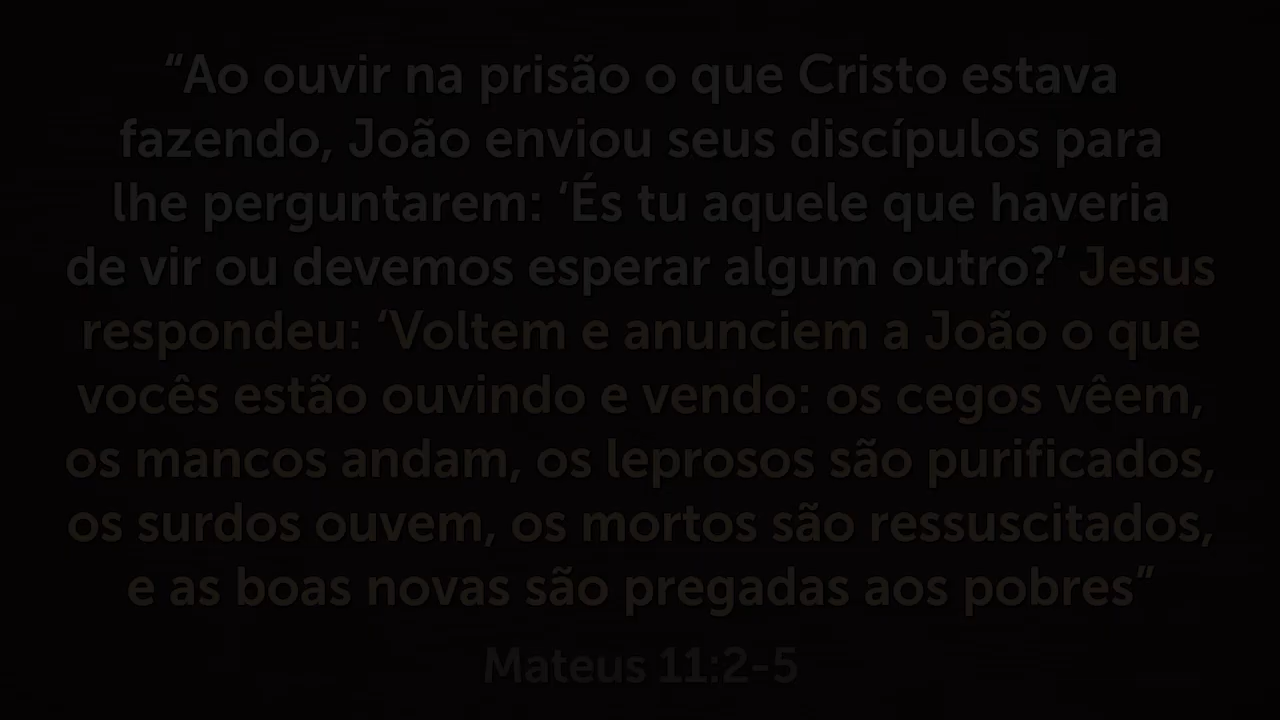 “Ao ouvir na prisão o que Cristo estava
fazendo, João enviou seus discípulos para
lhe perguntarem: ‘És tu aquele que haveria
de vir ou devemos esperar algum outro?’ Jesus
respondeu: ‘Voltem e anunciem a João o que
vocês estão ouvindo e vendo: os cegos vêem,
os mancos andam, os leprosos são purificados,
os surdos ouvem, os mortos são ressuscitados,
e as boas novas são pregadas aos pobres”
Mateus 11:2-5